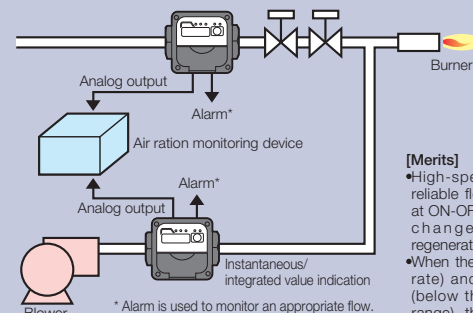 Burner
Analog output
Alarm*
Air ration monitoring device
Alarm*
Analog output
Instantaneous/
integrated value indication
* Alarm is used to monitor an appropriate flow.
Blower
[Merits]
•High-spe
reliable flo
at ON-OF
change
regenerat
•When the
rate) and
(below th
range), th